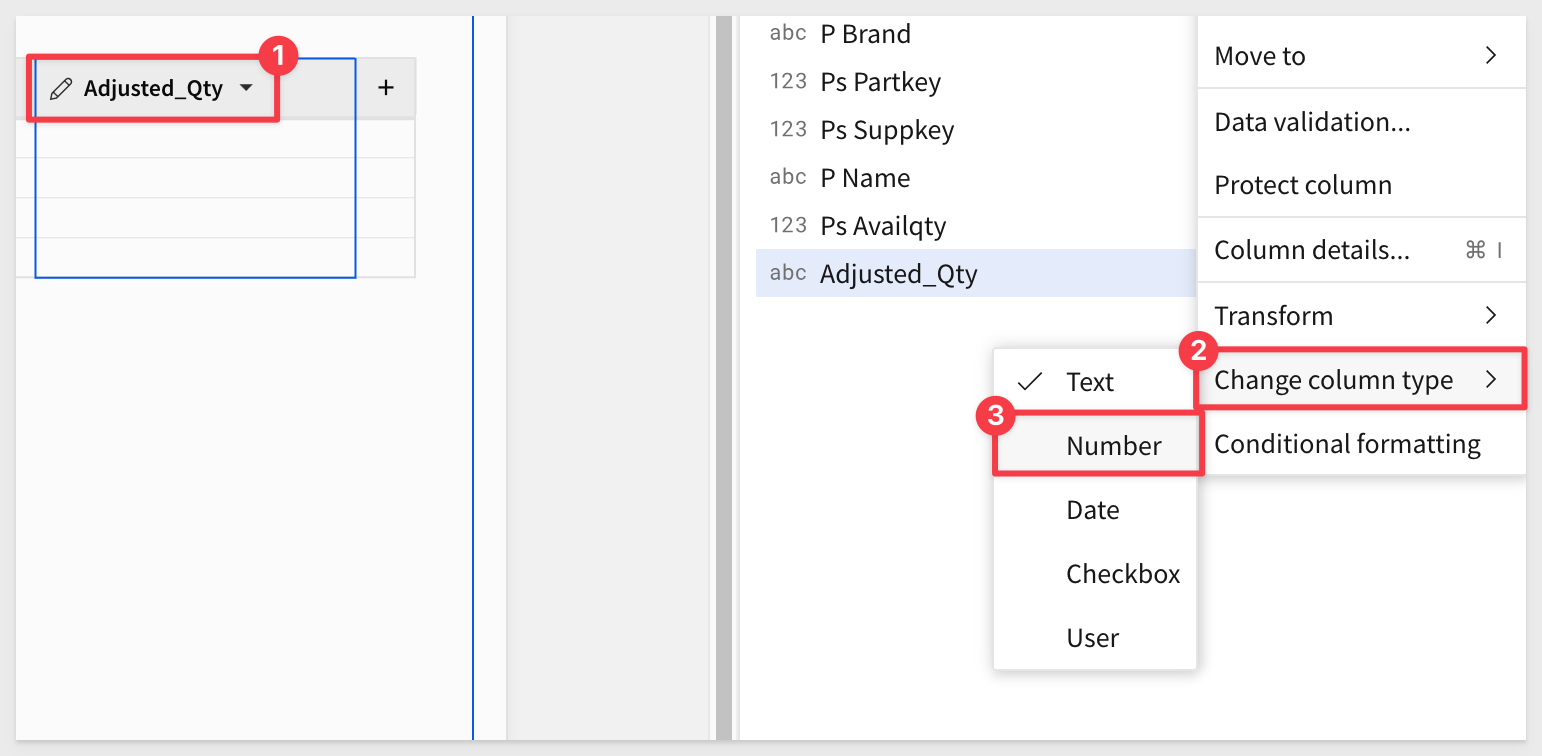 1
Adjusted_Qty
+
abc P Brand
123 Ps Partkey
123 Ps Suppkey
abc P Name
123 Ps Availqty
abc Adjusted_Qty
Move to
Data validation...
Protect column
Column details... ⌘ I
Transform
2
Change column type
Conditional formatting
Text
3
Number
Date
Checkbox
User